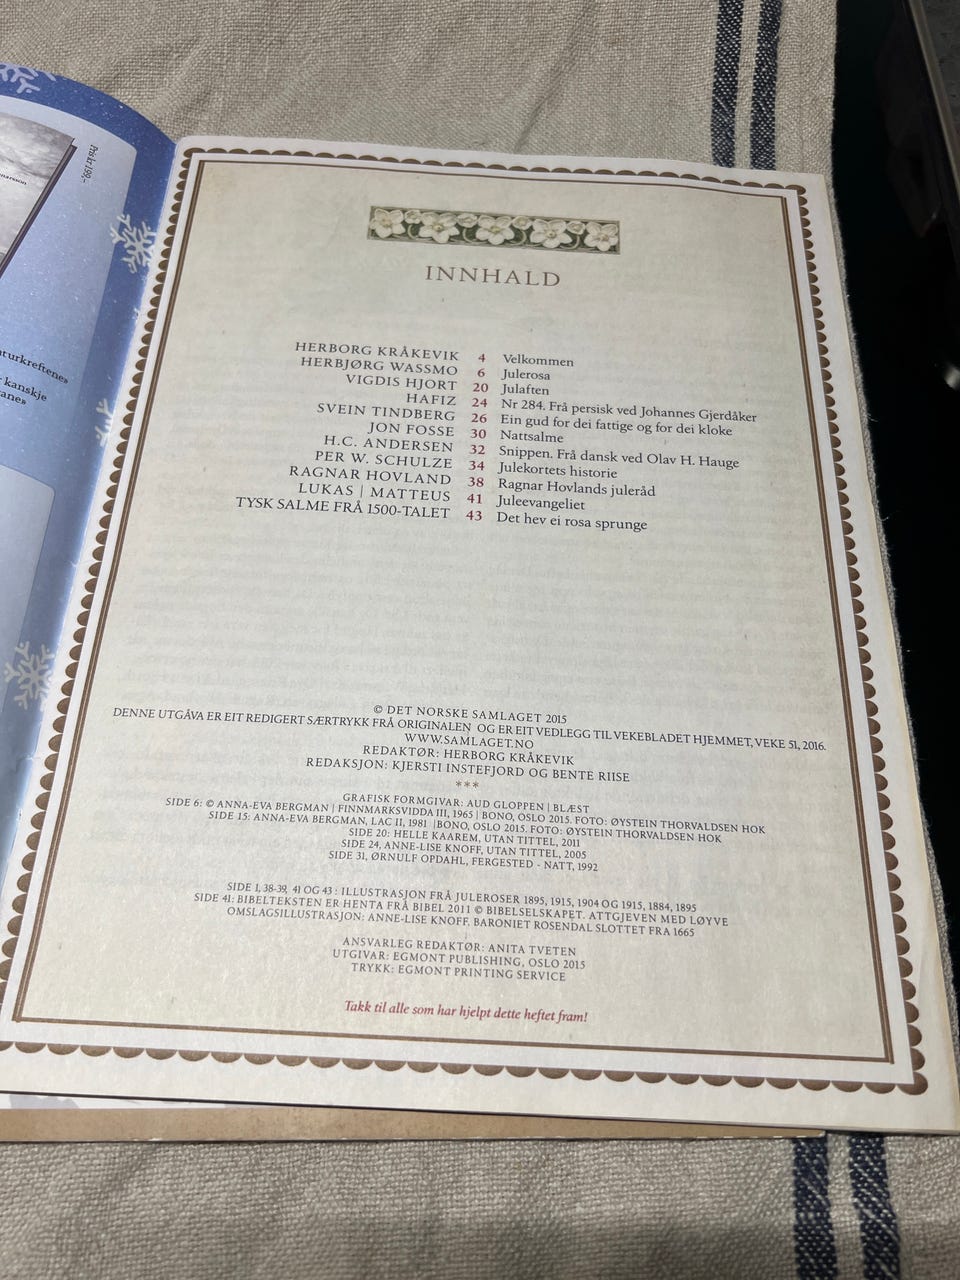 Pris kr 199,-
INNHALD
HERBORG KRÅKEVIK 4 Velkommen
HERBJØRG WASSMO 6 Julerosa
VIGDIS HJORT 20 Julaften
HAFIZ 24 Nr 284. Frå persisk ved Johannes Gjerdåker
SVEIN TINDBERG 26 Ein gud for dei fattige og for dei kloke
JON FOSSE 30 Nattsalme
H.C. ANDERSEN 32 Snippen. Frå dansk ved Olav H. Hauge
PER W. SCHULZE 34 Julekortets historie
RAGNAR HOVLAND 38 Ragnar Hovlands juleråd
LUKAS | MATTEUS 41 Juleevangeliet
TYSK SALME FRÅ 1500-TALET 43 Det hev ei rosa sprunge
© DET NORSKE SAMLAGET 2015
DENNE UTGÅVA ER EIT REDIGERT SÆRTRYKK FRÅ ORIGINALEN OG ER EIT VEDLEGG TIL VEKEBLADET HJEMMET, VEKE 51, 2016.
WWW.SAMLAGET.NO
REDAKTØR: HERBORG KRÅKEVIK
REDAKSJON: KJERSTI INSTEFJORD OG BENTE RIISE
***
GRAFISK FORMGIVAR: AUD GLOPPEN | BLÆST
SIDE 6: © ANNA-EVA BERGMAN | FINNMARKSVIDDA III, 1965 | BONO, OSLO 2015. FOTO: ØYSTEIN THORVALDSEN HOK
SIDE 15: ANNA-EVA BERGMAN, LAC II, 1981 |BONO, OSLO 2015. FOTO: ØYSTEIN THORVALDSEN HOK
SIDE 20: HELLE KAAREM, UTAN TITTEL, 2011
SIDE 24, ANNE-LISE KNOFF, UTAN TITTEL, 2005
SIDE 31, ØRNULF OPDAHL, FERGESTED - NATT, 1992
SIDE 1, 38-39, 41 OG 43 : ILLUSTRASJON FRÅ JULEROSER 1895, 1915, 1904 OG 1915, 1884, 1895
SIDE 41: BIBELTEKSTEN ER HENTA FRÅ BIBEL 2011 © BIBELSELSKAPET. ATTGJEVEN MED LØYVE
OMSLAGSILLUSTRASJON: ANNE-LISE KNOFF. BARONIET ROSENDAL SLOTTET FRA 1665
ANSVARLEG REDAKTØR: ANITA TVETEN
UTGIVAR: EGMONT PUBLISHING, OSLO 2015
TRYKK: EGMONT PRINTING SERVICE
Takk til alle som har hjelpt dette heftet fram!